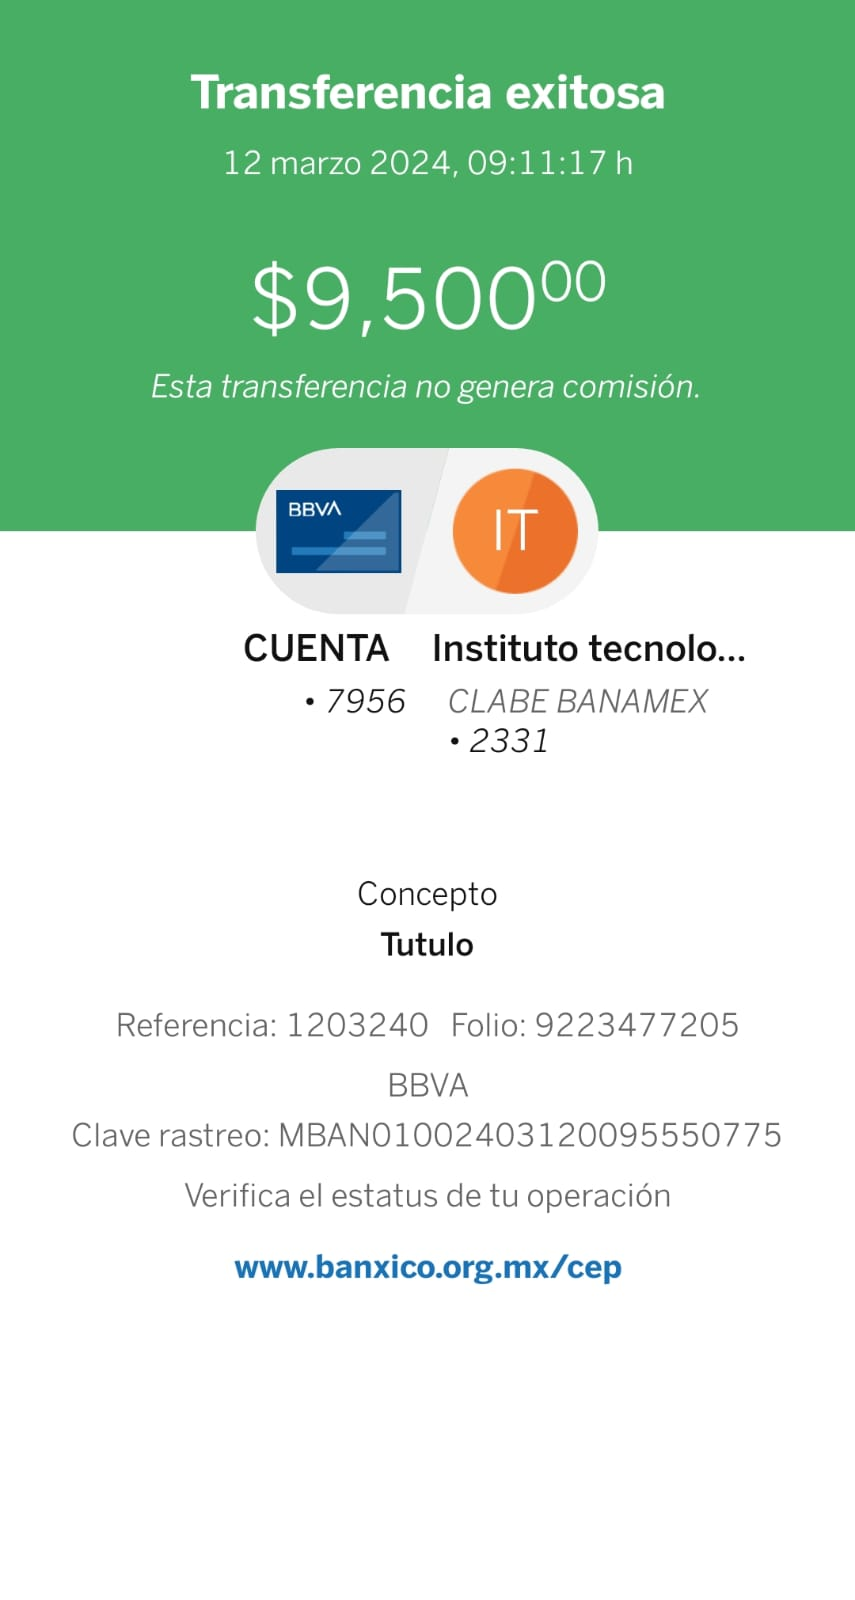 Transferencia exitosa
12 marzo 2024, 09:11:17 h
$9,50000
Esta transferencia no genera comisión.
BBVA
IT
CUENTA
• 7956
Instituto tecnolo...
CLABE BANAMEX
• 2331
Concepto
Tutulo
Referencia: 1203240 Folio: 9223477205
BBVA
Clave rastreo: MBAN01002403120095550775
Verifica el estatus de tu operación
www.banxico.org.mx/cep